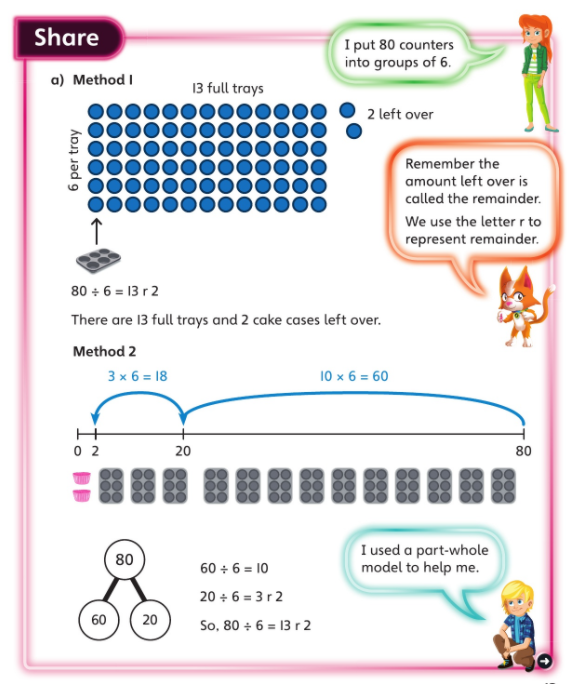 Share
I put 80 counters
into groups of 6.
a) Method 1
13 full trays
2 left over
6 per tray
Remember the
amount left over is
called the remainder.
We use the letter r to
represent remainder.
80 ÷ 6 = 13 r 2
There are 13 full trays and 2 cake cases left over.
Method 2
3 × 6 = 18 10 × 6 = 60
0 2 20 80
I used a part-whole
model to help me.
80
60 ÷ 6 = 10
60 20
20 ÷ 6 = 3 r 2
So, 80 ÷ 6 = 13 r 2